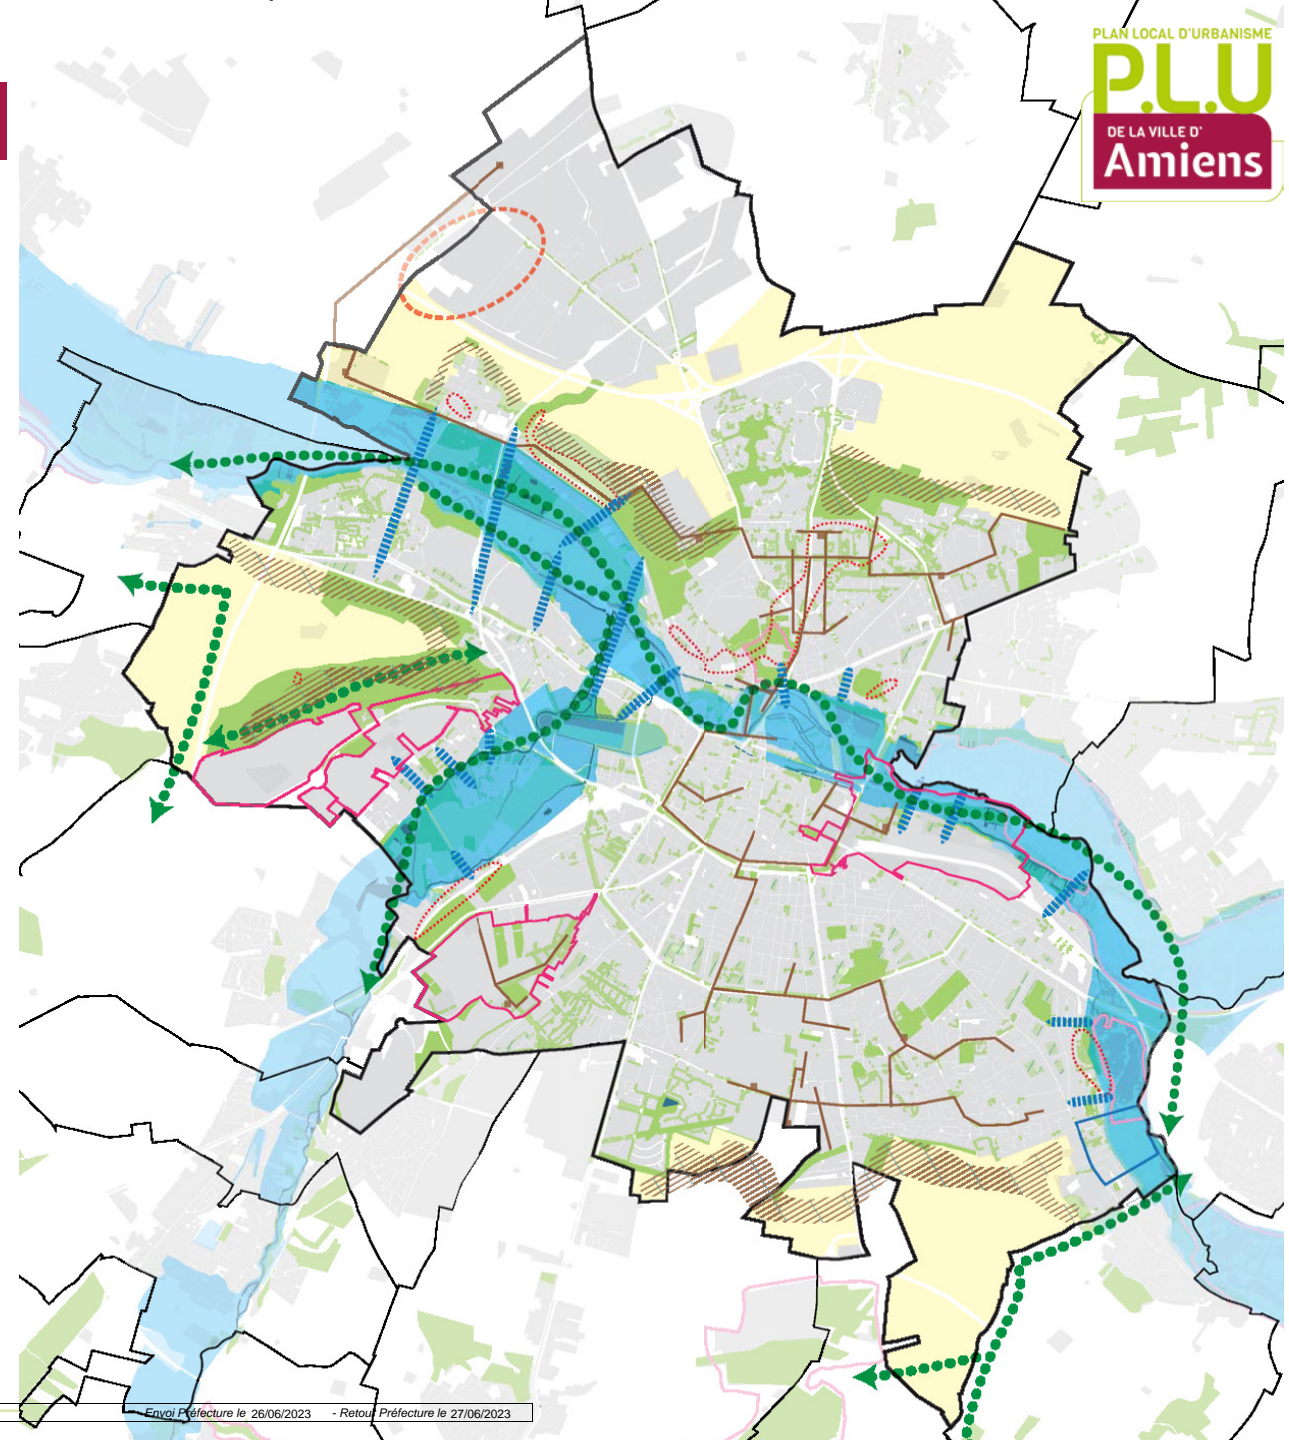 PLAN LOCAL D'URBANISME
P.L.U
DE LA VILLE D'
Amiens
Envoi Préfecture le 26/06/2023 - Retour Préfecture le 27/06/2023